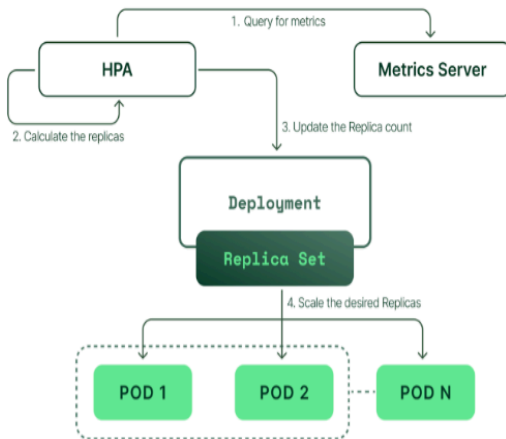 1. Query for metrics
HPA
Metrics Server
2. Calculate the replicas
3. Update the Replica count
Deployment
Replica Set
4. Scale the desired Replicas
POD 1
POD 2
POD N